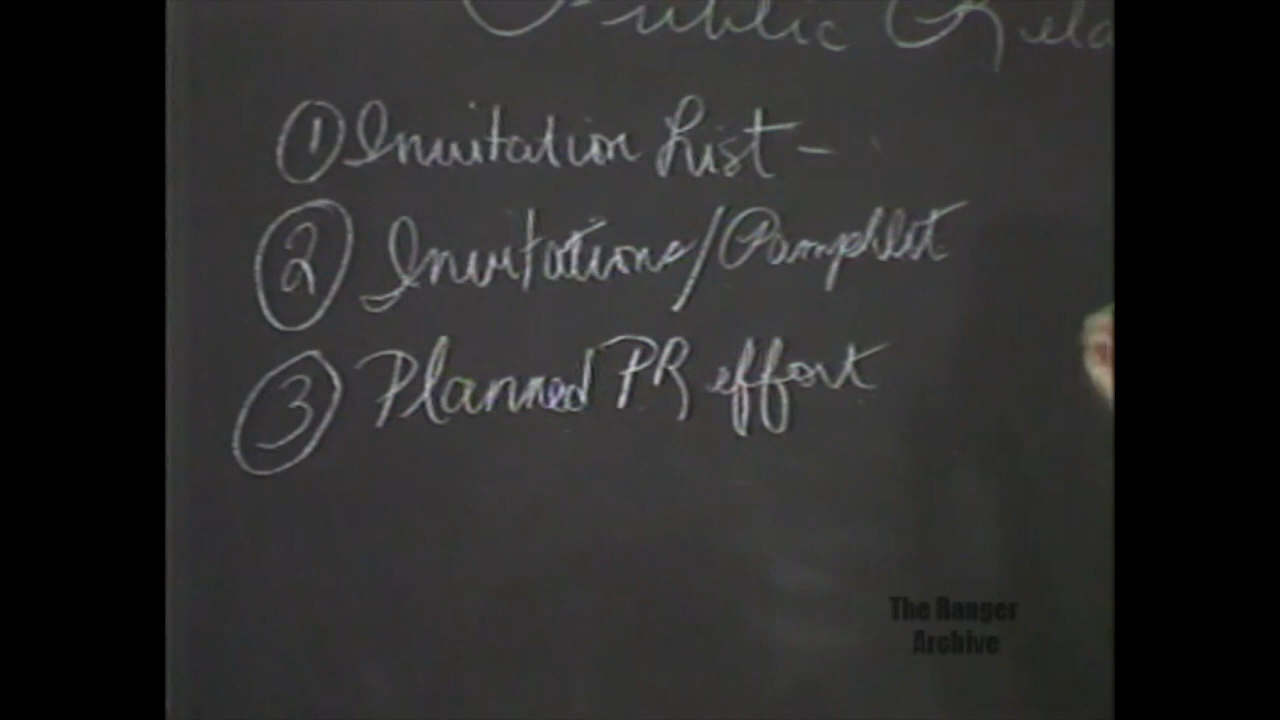 Public Rela
① Invitation List -
② Invitations/Pamphlet
③ Planned PR effort
The Ranger
Archive